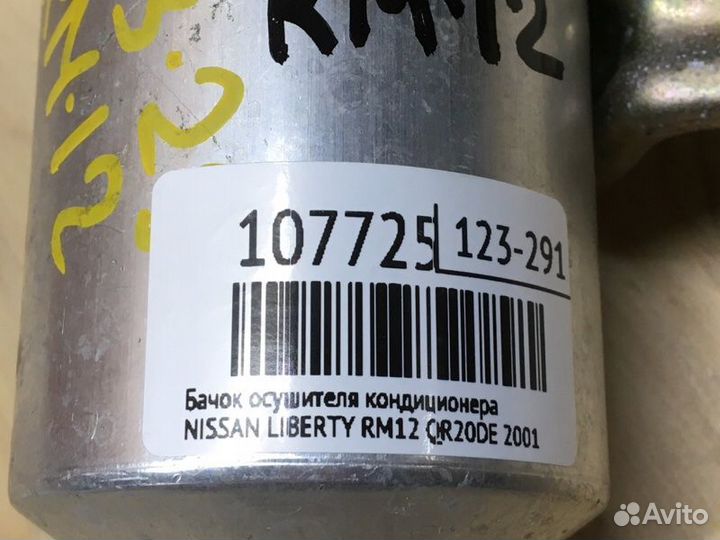 RM12
107725
123-291
Бачок осушителя кондиционера
NISSAN LIBERTY RM12 QR20DE 2001
Avito